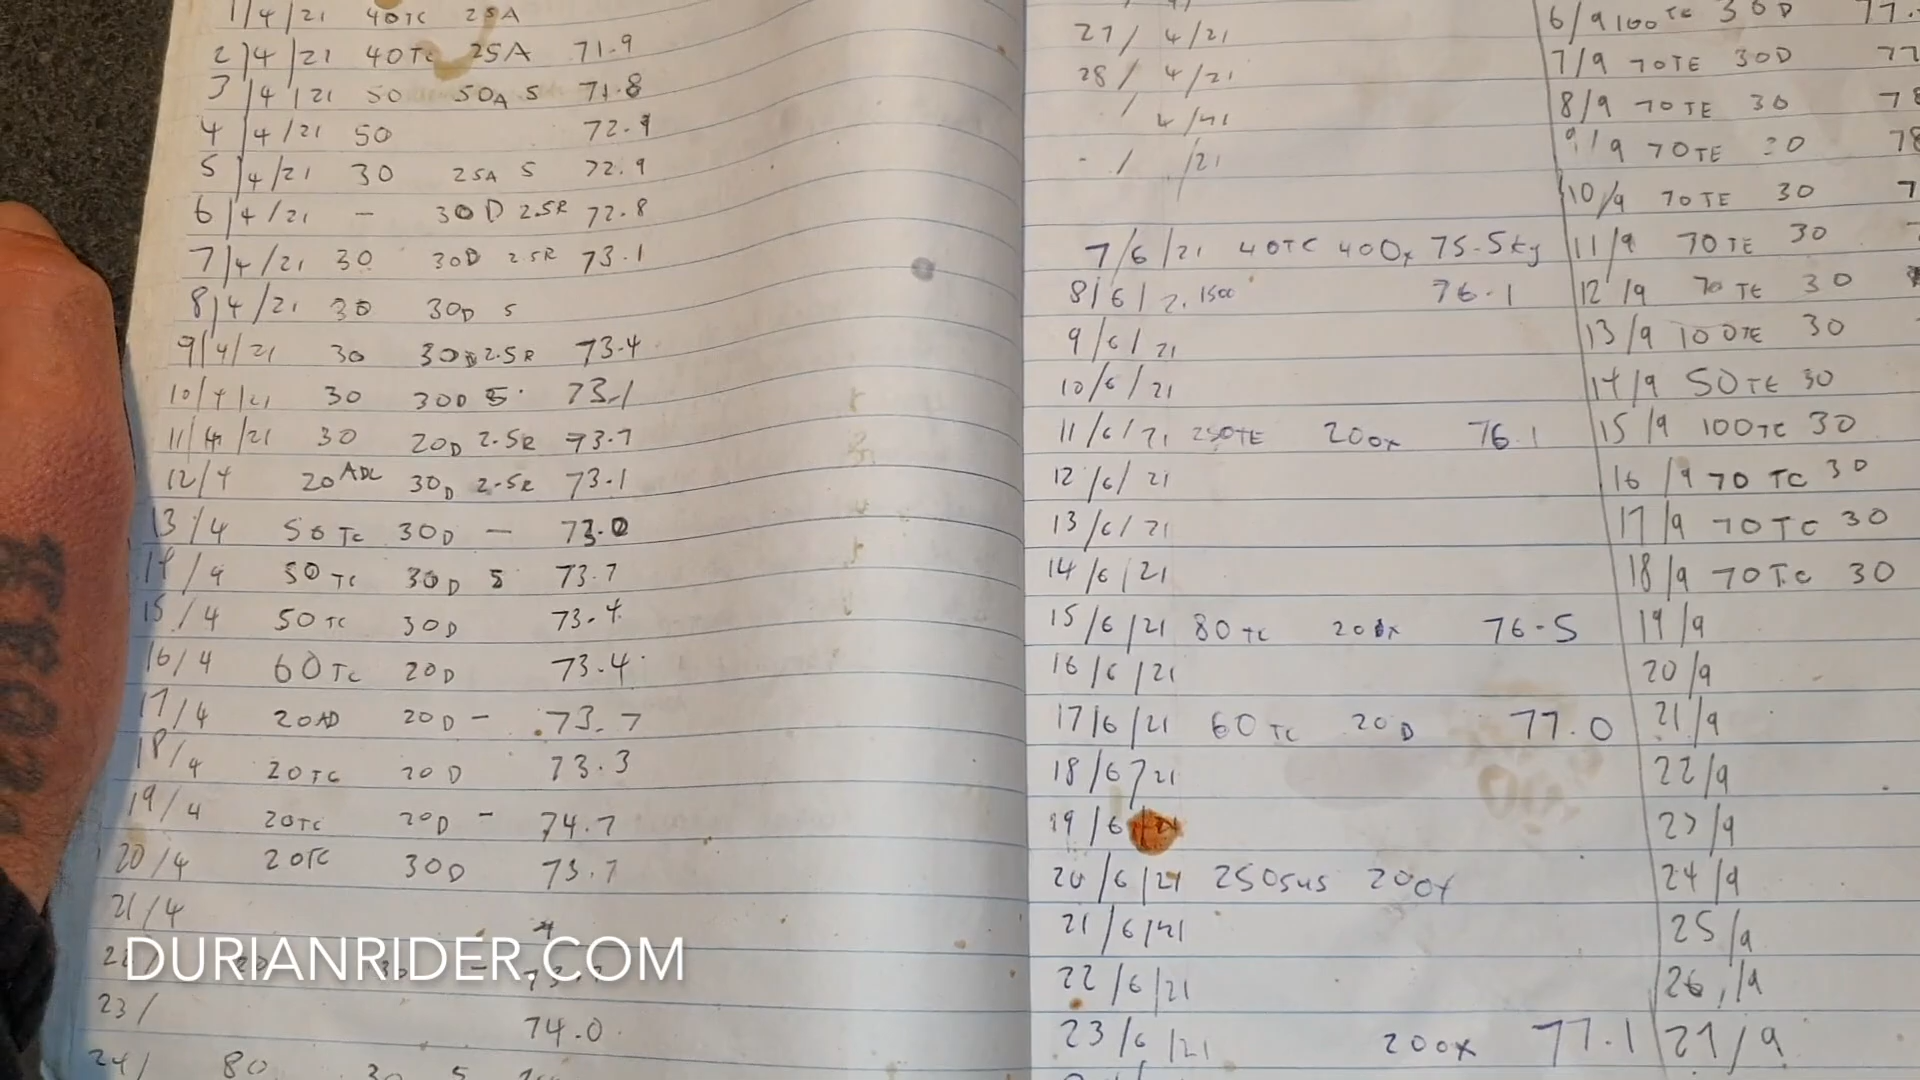 1/4/21 40TC 25A
2/4/21 40TC 25A 71.9
3/4/21 50 50A 5 71.8
4/4/21 50 72.9
5/4/21 30 25A 5 72.9
6/4/21 - 30D 2.5R 72.8
7/4/21 30 30D 2.5R 73.1
8/4/21 30 30D 5
9/4/21 30 30D 2.5R 73.4
10/4/21 30 30D 5 73.1
11/4/21 30 20D 2.5R 73.7
12/4 20 30D 2.5R 73.1
13/4 50TC 30D - 73.0
14/4 50TC 30D 5 73.7
15/4 50TC 30D 73.4
16/4 60TC 20D 73.4
17/4 20AD 20D - 73.7
18/4 20TC 20D 73.3
19/4 20TC 20D - 74.7
20/4 20TC 30D 73.7
21/4
23/ 74.0
24/ 80 30 5
27/4/21
28/4/21
/21
7/6/21 40TC 400x 75.5kg
8/6/ 76.1
9/6/21
10/6/21
11/6/21 250TE 200x 76.1
12/6/21
13/6/21
14/6/21
15/6/21 80TC 76.5
16/6/21
17/6/21 60TC 20D 77.0
18/6/21
19/6/21
20/6/21 250SUS 200x
21/6/21
22/6/21
23/6/21 200x 77.1
6/9 100TC 30D 77.
7/9 70TE 30D 77
8/9 70TE 30 78
9/9 70TE 30 78
10/9 70TE 30 7
11/9 70TE 30
12/9 70TE 30
13/9 100TE 30
14/9 50TE 30
15/9 100TC 30
16/9 70TC 30
17/9 70TC 30
18/9 70TC 30
19/9
20/9
21/9
22/9
23/9
24/9
25/9
26/9
27/9
DURIANRIDER.COM